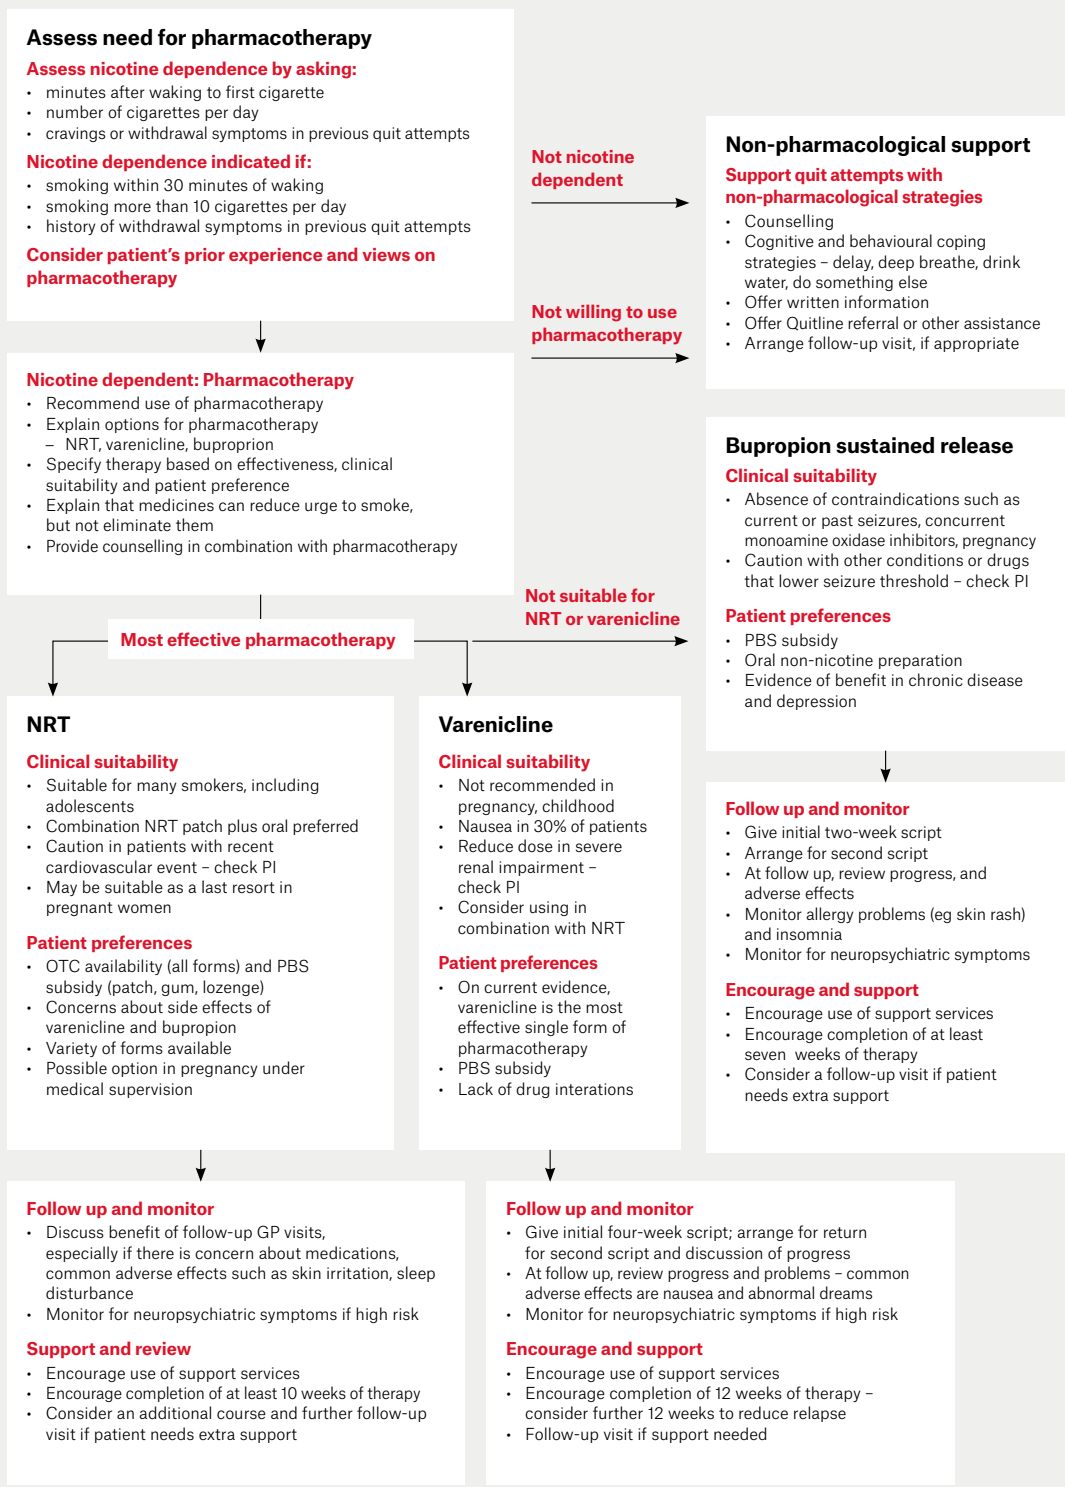 Assess need for pharmacotherapy
Assess nicotine dependence by asking:
• minutes after waking to first cigarette
• number of cigarettes per day
• cravings or withdrawal symptoms in previous quit attempts
Nicotine dependence indicated if:
• smoking within 30 minutes of waking
• smoking more than 10 cigarettes per day
• history of withdrawal symptoms in previous quit attempts
Consider patient's prior experience and views on
pharmacotherapy
Not nicotine
dependent
Not willing to use
pharmacotherapy
Non-pharmacological support
Support quit attempts with
non-pharmacological strategies
• Counselling
• Cognitive and behavioural coping
strategies – delay, deep breathe, drink
water, do something else
• Offer written information
• Offer Quitline referral or other assistance
• Arrange follow-up visit, if appropriate
Nicotine dependent: Pharmacotherapy
• Recommend use of pharmacotherapy
• Explain options for pharmacotherapy
– NRT, varenicline, buproprion
• Specify therapy based on effectiveness, clinical
suitability and patient preference
• Explain that medicines can reduce urge to smoke,
but not eliminate them
• Provide counselling in combination with pharmacotherapy
Most effective pharmacotherapy
Not suitable for
NRT or varenicline
Bupropion sustained release
Clinical suitability
• Absence of contraindications such as
current or past seizures, concurrent
monoamine oxidase inhibitors, pregnancy
• Caution with other conditions or drugs
that lower seizure threshold – check PI
Patient preferences
• PBS subsidy
• Oral non-nicotine preparation
• Evidence of benefit in chronic disease
and depression
NRT
Clinical suitability
• Suitable for many smokers, including
adolescents
• Combination NRT patch plus oral preferred
• Caution in patients with recent
cardiovascular event – check PI
• May be suitable as a last resort in
pregnant women
Patient preferences
• OTC availability (all forms) and PBS
subsidy (patch, gum, lozenge)
• Concerns about side effects of
varenicline and bupropion
• Variety of forms available
• Possible option in pregnancy under
medical supervision
Varenicline
Clinical suitability
• Not recommended in
pregnancy, childhood
• Nausea in 30% of patients
• Reduce dose in severe
renal impairment –
check PI
• Consider using in
combination with NRT
Patient preferences
• On current evidence,
varenicline is the most
effective single form of
pharmacotherapy
• PBS subsidy
• Lack of drug interations
Follow up and monitor
• Give initial two-week script
• Arrange for second script
• At follow up, review progress, and
adverse effects
• Monitor allergy problems (eg skin rash)
and insomnia
• Monitor for neuropsychiatric symptoms
Encourage and support
• Encourage use of support services
• Encourage completion of at least
seven weeks of therapy
• Consider a follow-up visit if patient
needs extra support
Follow up and monitor
• Discuss benefit of follow-up GP visits,
especially if there is concern about medications,
common adverse effects such as skin irritation, sleep
disturbance
• Monitor for neuropsychiatric symptoms if high risk
Support and review
• Encourage use of support services
• Encourage completion of at least 10 weeks of therapy
• Consider an additional course and further follow-up
visit if patient needs extra support
Follow up and monitor
• Give initial four-week script; arrange for return
for second script and discussion of progress
• At follow up, review progress and problems – common
adverse effects are nausea and abnormal dreams
• Monitor for neuropsychiatric symptoms if high risk
Encourage and support
• Encourage use of support services
• Encourage completion of 12 weeks of therapy –
consider further 12 weeks to reduce relapse
• Follow-up visit if support needed